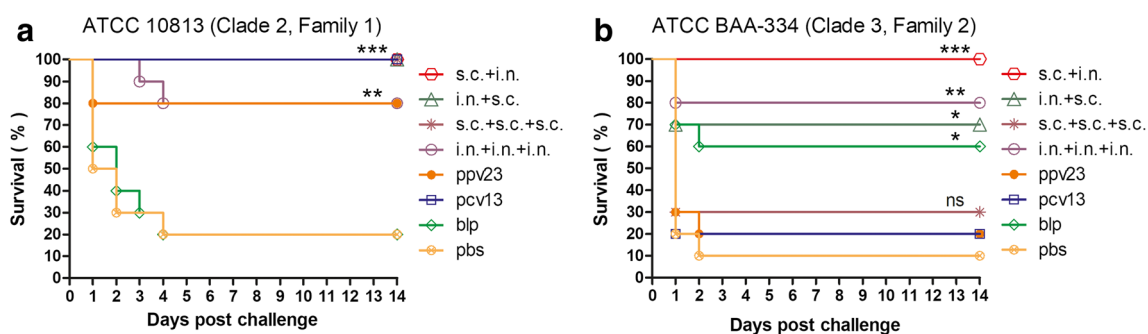 a
ATCC 10813 (Clade 2, Family 1)
Survival ( % )
100
90
80
70
60
50
40
30
20
10
0
***
**
0 1 2 3 4 5 6 7 8 9 10 11 12 13 14
Days post challenge
s.c.+i.n.
i.n.+s.c.
s.c.+s.c.+s.c.
i.n.+i.n.+i.n.
ppv23
pcv13
blp
pbs
b
ATCC BAA-334 (Clade 3, Family 2)
Survival ( % )
100
90
80
70
60
50
40
30
20
10
0
***
**
*
*
ns
0 1 2 3 4 5 6 7 8 9 10 11 12 13 14
Days post challenge
s.c.+i.n.
i.n.+s.c.
s.c.+s.c.+s.c.
i.n.+i.n.+i.n.
ppv23
pcv13
blp
pbs